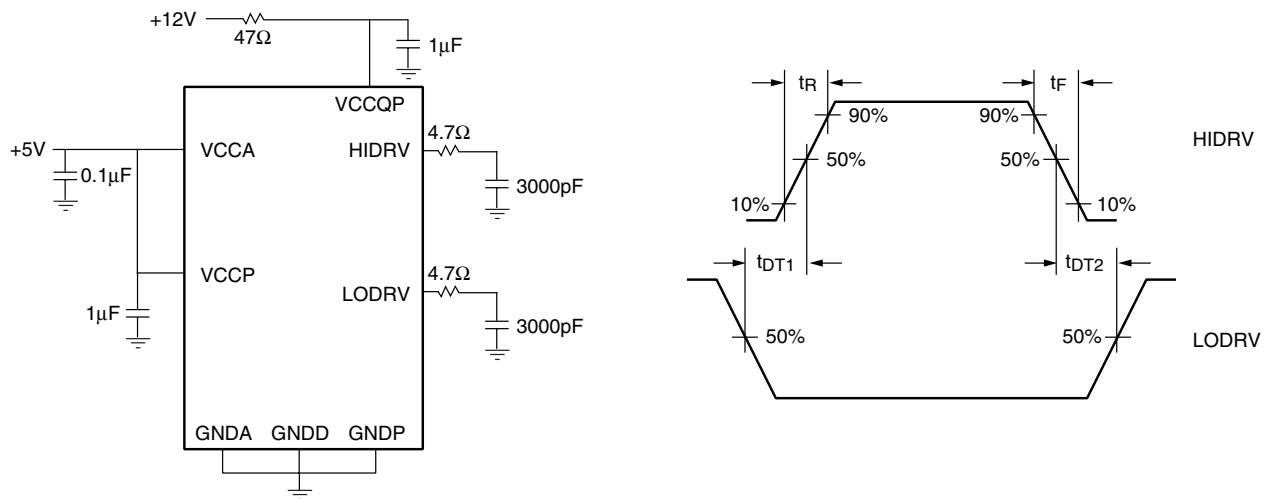 +12V
47Ω
1μF
VCCQP
+5V
VCCA
HIDRV
4.7Ω
0.1μF
3000pF
VCCP
LODRV
4.7Ω
1μF
3000pF
GNDA GNDD GNDP
tR
tF
90%
90%
HIDRV
50%
50%
10%
10%
tDT1
tDT2
50%
50%
LODRV